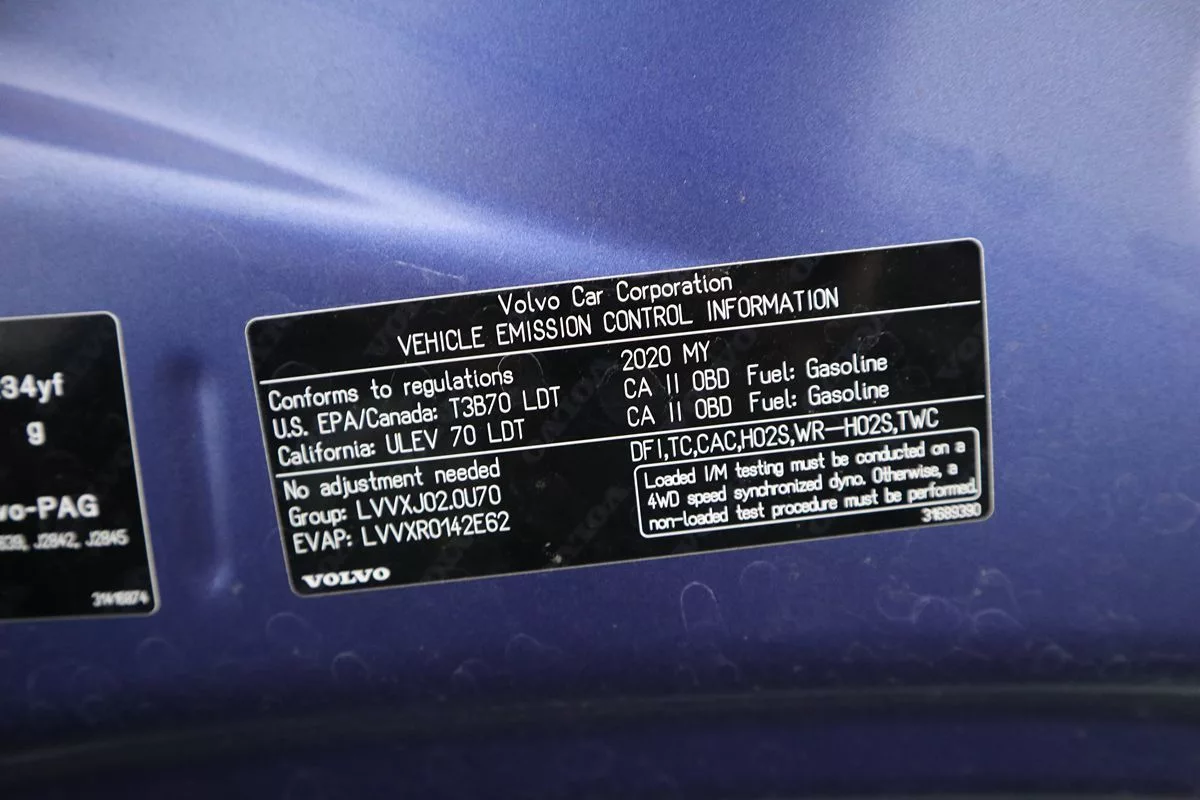 Volvo Car Corporation
VEHICLE EMISSION CONTROL INFORMATION
Conforms to regulations 2020 MY
U.S. EPA/Canada: T3B70 LDT CA II OBD Fuel: Gasoline
California: ULEV 70 LDT CA II OBD Fuel: Gasoline
No adjustment needed DFI,TC,CAC,HO2S,WR-HO2S,TWC
Group: LVVXJ02.0U70
EVAP: LVVXR0142E62
Loaded I/M testing must be conducted on a
4WD speed synchronized dyno. Otherwise, a
non-loaded test procedure must be performed.
31689390
VOLVO
34yf
g
vo-PAG
639, J2842, J2845